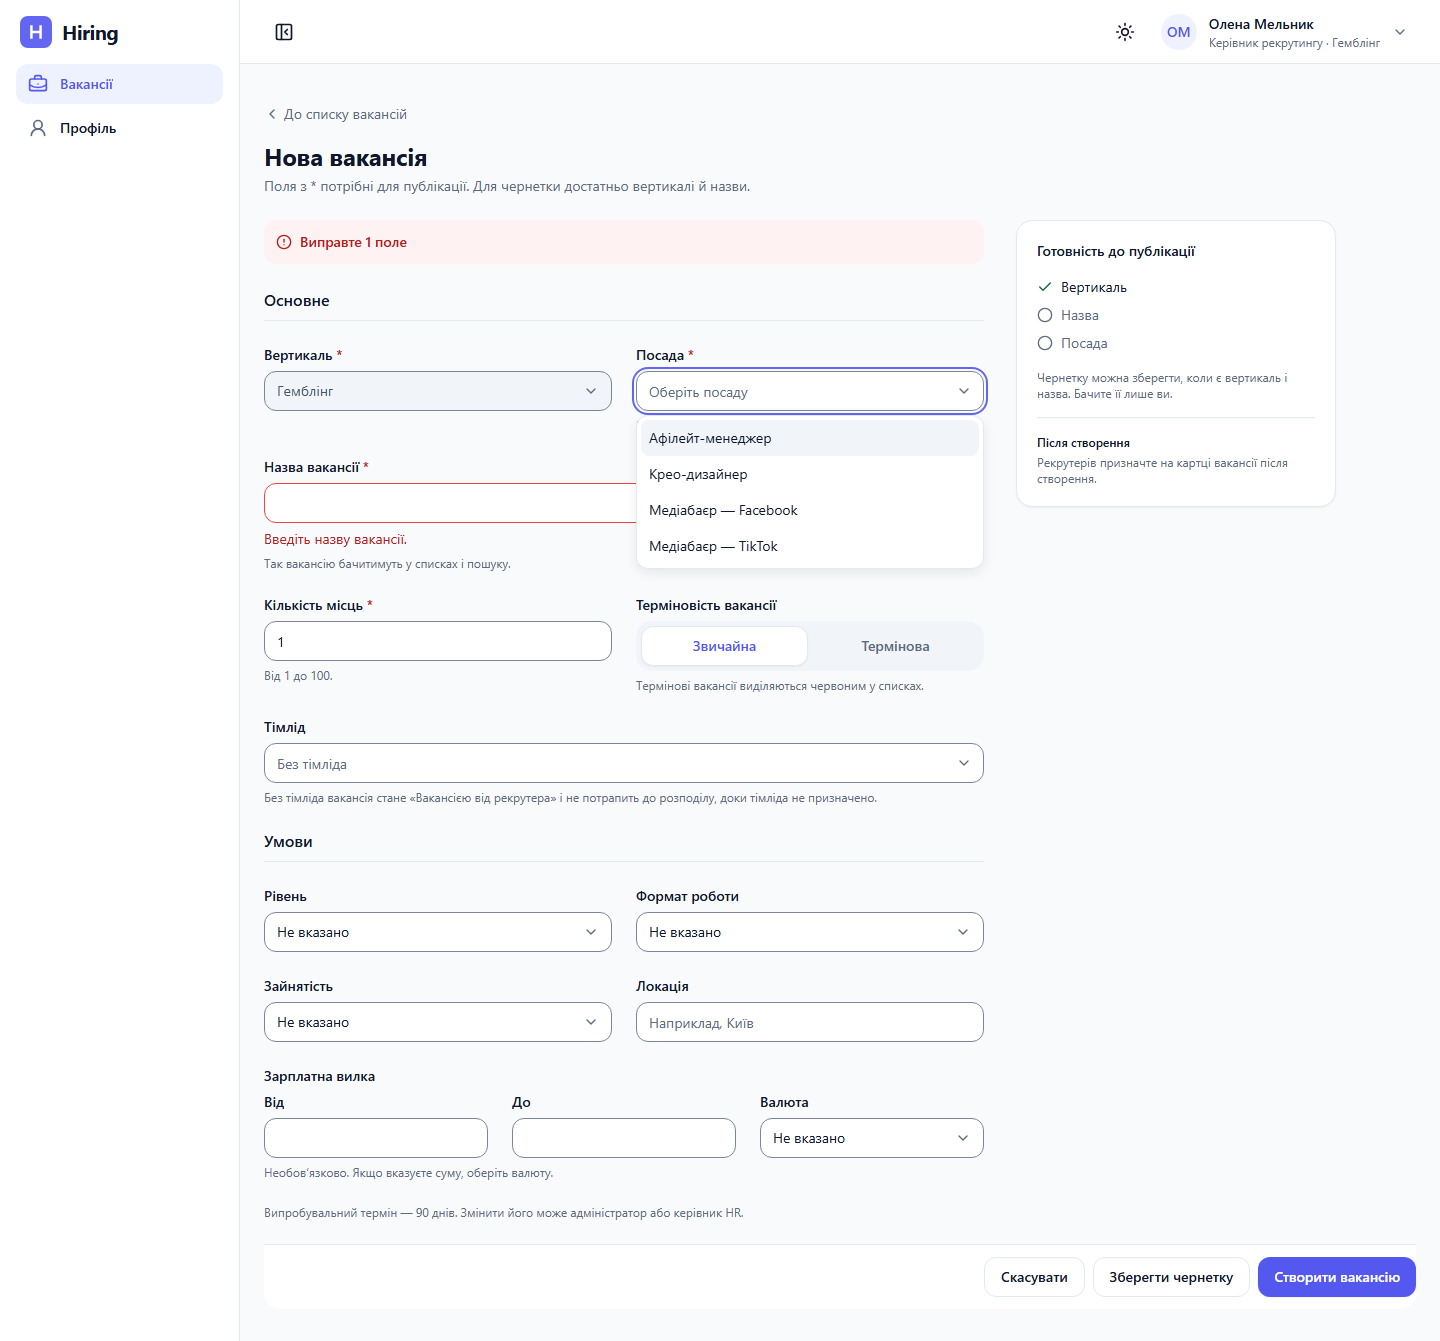 H Hiring
Вакансії
Профіль
ОМ
Олена Мельник
Керівник рекрутингу · Гемблінг
До списку вакансій
Нова вакансія
Поля з * потрібні для публікації. Для чернетки достатньо вертикалі й назви.
Виправте 1 поле
Основне
Вертикаль *
Гемблінг
Посада *
Оберіть посаду
Афілейт-менеджер
Крео-дизайнер
Медіабаєр — Facebook
Медіабаєр — TikTok
Назва вакансії *
Введіть назву вакансії.
Так вакансію бачитимуть у списках і пошуку.
Кількість місць *
1
Від 1 до 100.
Терміновість вакансії
Звичайна
Термінова
Термінові вакансії виділяються червоним у списках.
Тімлід
Без тімліда
Без тімліда вакансія стане «Вакансією від рекрутера» і не потрапить до розподілу, доки тімліда не призначено.
Умови
Рівень
Не вказано
Формат роботи
Не вказано
Зайнятість
Не вказано
Локація
Наприклад, Київ
Зарплатна вилка
Від
До
Валюта
Не вказано
Необов'язково. Якщо вказуєте суму, оберіть валюту.
Випробувальний термін — 90 днів. Змінити його може адміністратор або керівник HR.
Скасувати
Зберегти чернетку
Створити вакансію
Готовність до публікації
Вертикаль
Назва
Посада
Чернетку можна зберегти, коли є вертикаль і
назва. Бачите її лише ви.
Після створення
Рекрутерів призначте на картці вакансії після
створення.